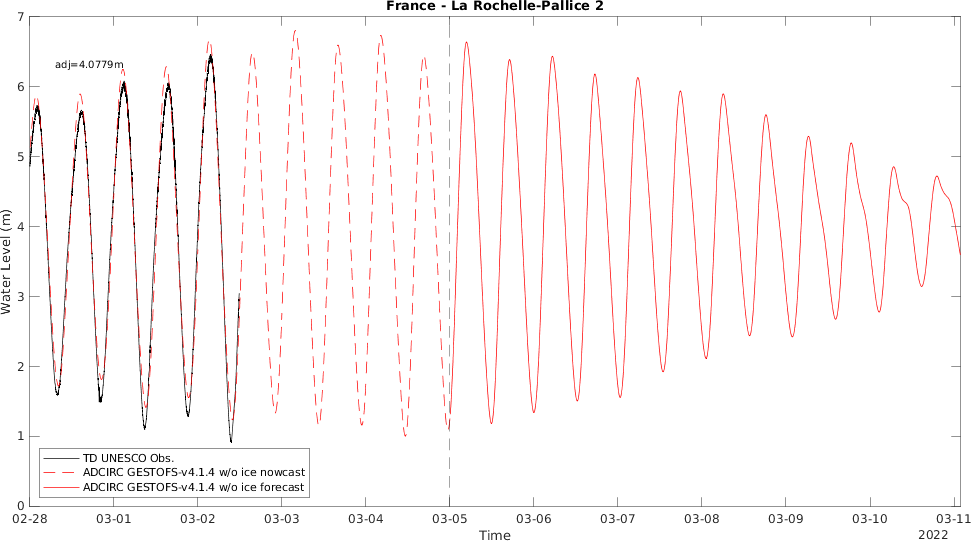 France - La Rochelle-Pallice 2
7
adj=4.0779m
6
5
4
3
2
1
0
Water Level (m)
TD UNESCO Obs.
ADCIRC GESTOFS-v4.1.4 w/o ice nowcast
ADCIRC GESTOFS-v4.1.4 w/o ice forecast
02-28 03-01 03-02 03-03 03-04 03-05 03-06 03-07 03-08 03-09 03-10 03-11
Time
2022